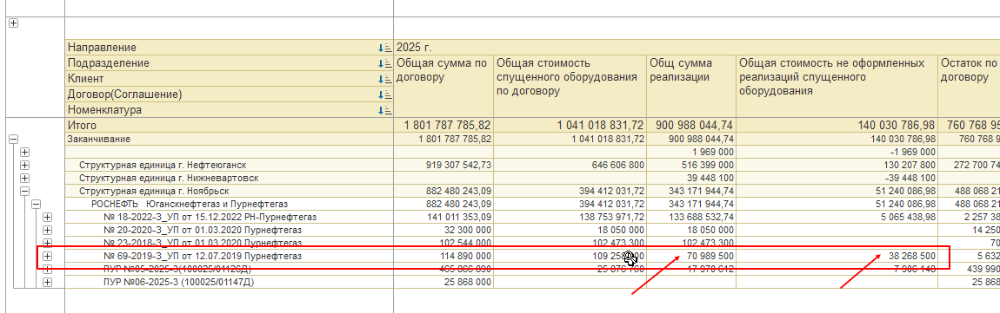 Направление 2025 г.
Подразделение Общая сумма по договору Общая стоимость спущенного оборудования по договору Общ сумма реализации Общая стоимость не оформленных реализаций спущенного оборудования Остаток по договору
Клиент
Договор(Соглашение)
Номенклатура
Итого 1 801 787 785,82 1 041 018 831,72 900 988 044,74 140 030 786,98 760 768 95
Заканчивание 1 801 787 785,82 1 041 018 831,72 900 988 044,74 140 030 786,98 760 768 9
1 969 000 -1 969 000
Структурная единица г. Нефтеюганск 919 307 542,73 646 606 800 516 399 000 130 207 800 272 700 74
Структурная единица г. Нижневартовск 39 448 100 -39 448 100
Структурная единица г. Ноябрьск 882 480 243,09 394 412 031,72 343 171 944,74 51 240 086,98 488 068 21
РОСНЕФТЬ Юганскнефтегаз и Пурнефтегаз 882 480 243,09 394 412 031,72 343 171 944,74 51 240 086,98 488 068 21
№ 18-2022-З_УП от 15.12.2022 РН-Пурнефтегаз 141 011 353,09 138 753 971,72 133 688 532,74 5 065 438,98 2 257 38
№ 20-2020-З_УП от 01.03.2020 Пурнефтегаз 32 300 000 18 050 000 18 050 000 14 250
№ 23-2018-З_УП от 01.03.2020 Пурнефтегаз 102 544 000 102 473 300 102 473 300 70
№ 69-2019-З_УП от 12.07.2019 Пурнефтегаз 114 890 000 109 258 70 989 500 38 268 500 5 632
ПУР №05-2025-З(100025/01126Д) 17 970 612 7 906 148 439 990
ПУР №06-2025-З (100025/01147Д) 25 868 000 25 868